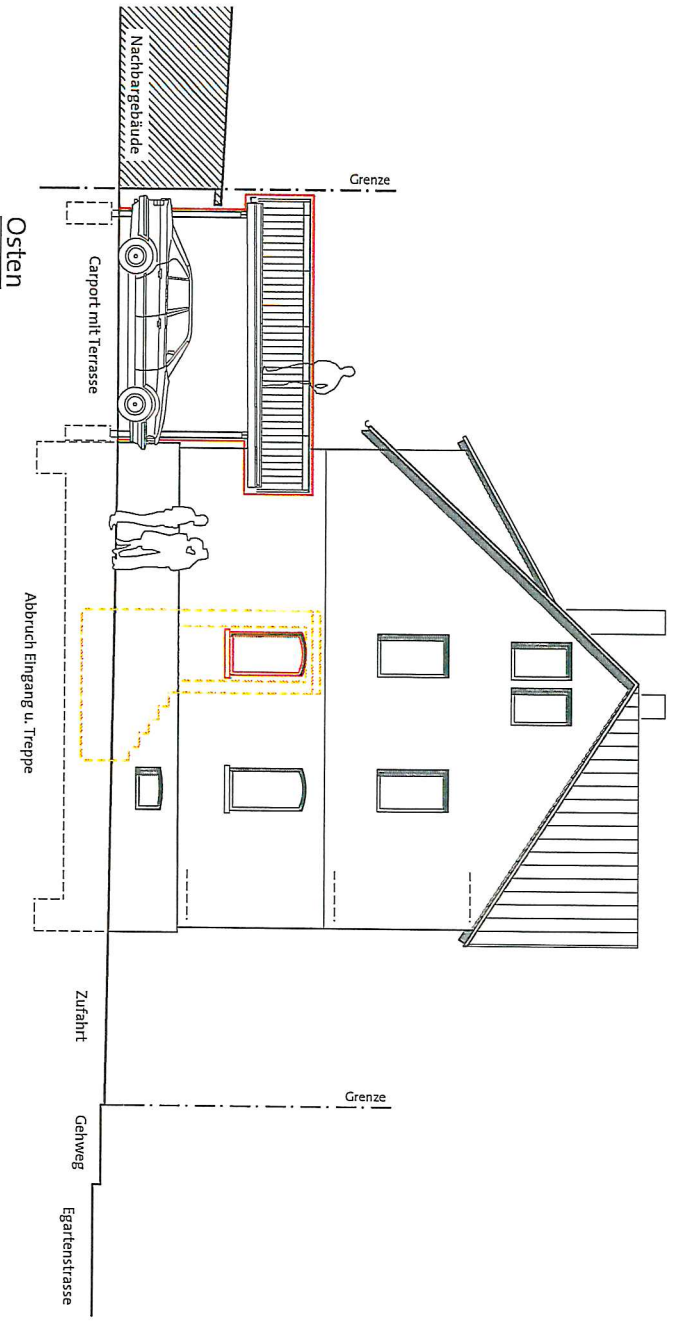 Grenze
Grenze
Nachbargebäude
Carport mit Terrasse
Abbruch Eingang u. Treppe
Zufahrt
Gehweg
Egartenstrasse
Osten